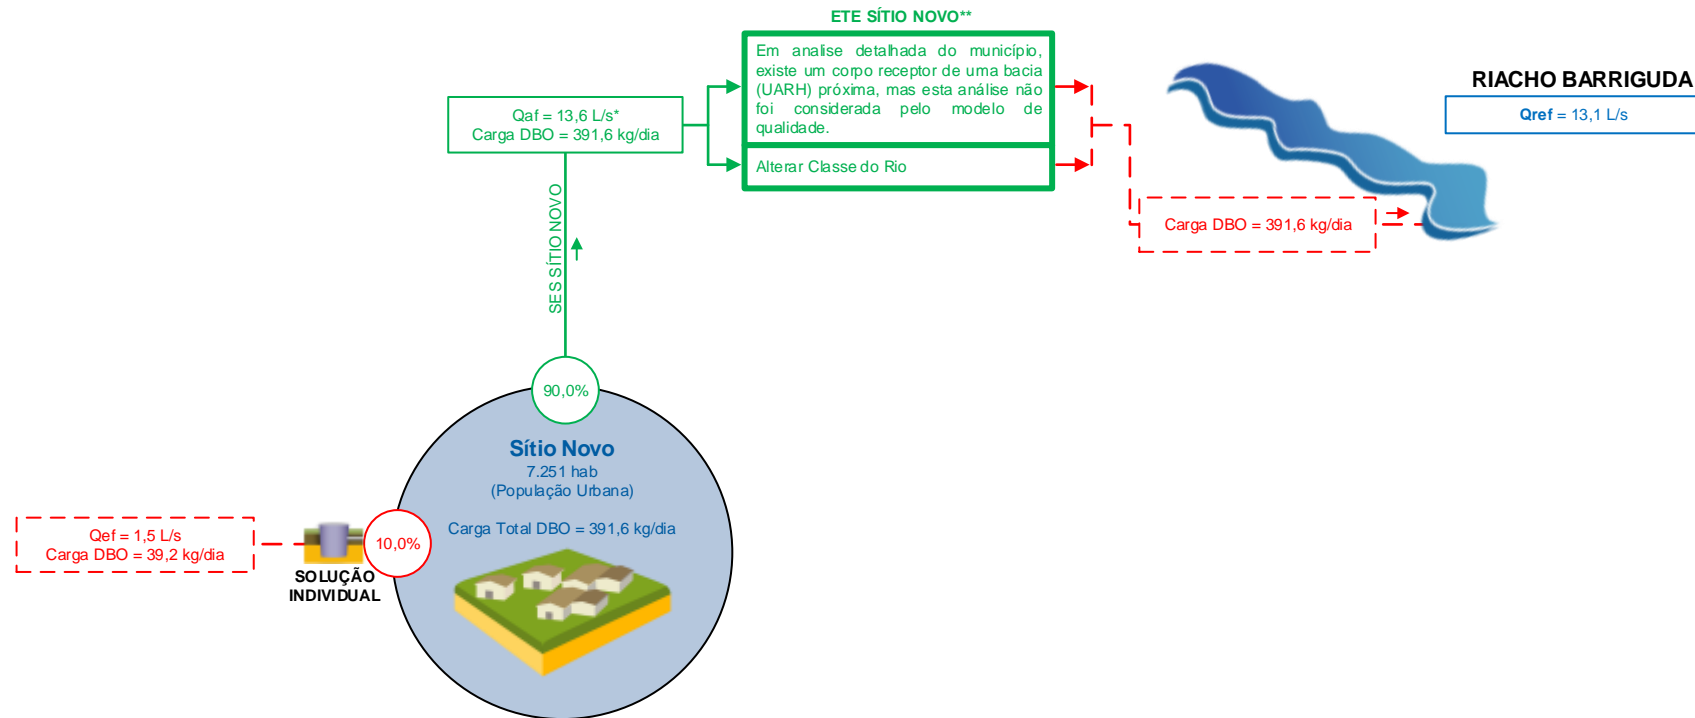 ETE SÍTIO NOVO**
Em analise detalhada do município,
existe um corpo receptor de uma bacia
(UARH) próxima, mas esta análise não
foi considerada pelo modelo de
qualidade.
Alterar Classe do Rio
Qaf = 13,6 L/s*
Carga DBO = 391,6 kg/dia
RIACHO BARRIGUDA
Qref = 13,1 L/s
Carga DBO = 391,6 kg/dia
SES SÍTIO NOVO
90,0%
Sítio Novo
7.251 hab
(População Urbana)
Carga Total DBO = 391,6 kg/dia
10,0%
SOLUÇÃO
INDIVIDUAL
Qef = 1,5 L/s
Carga DBO = 39,2 kg/dia